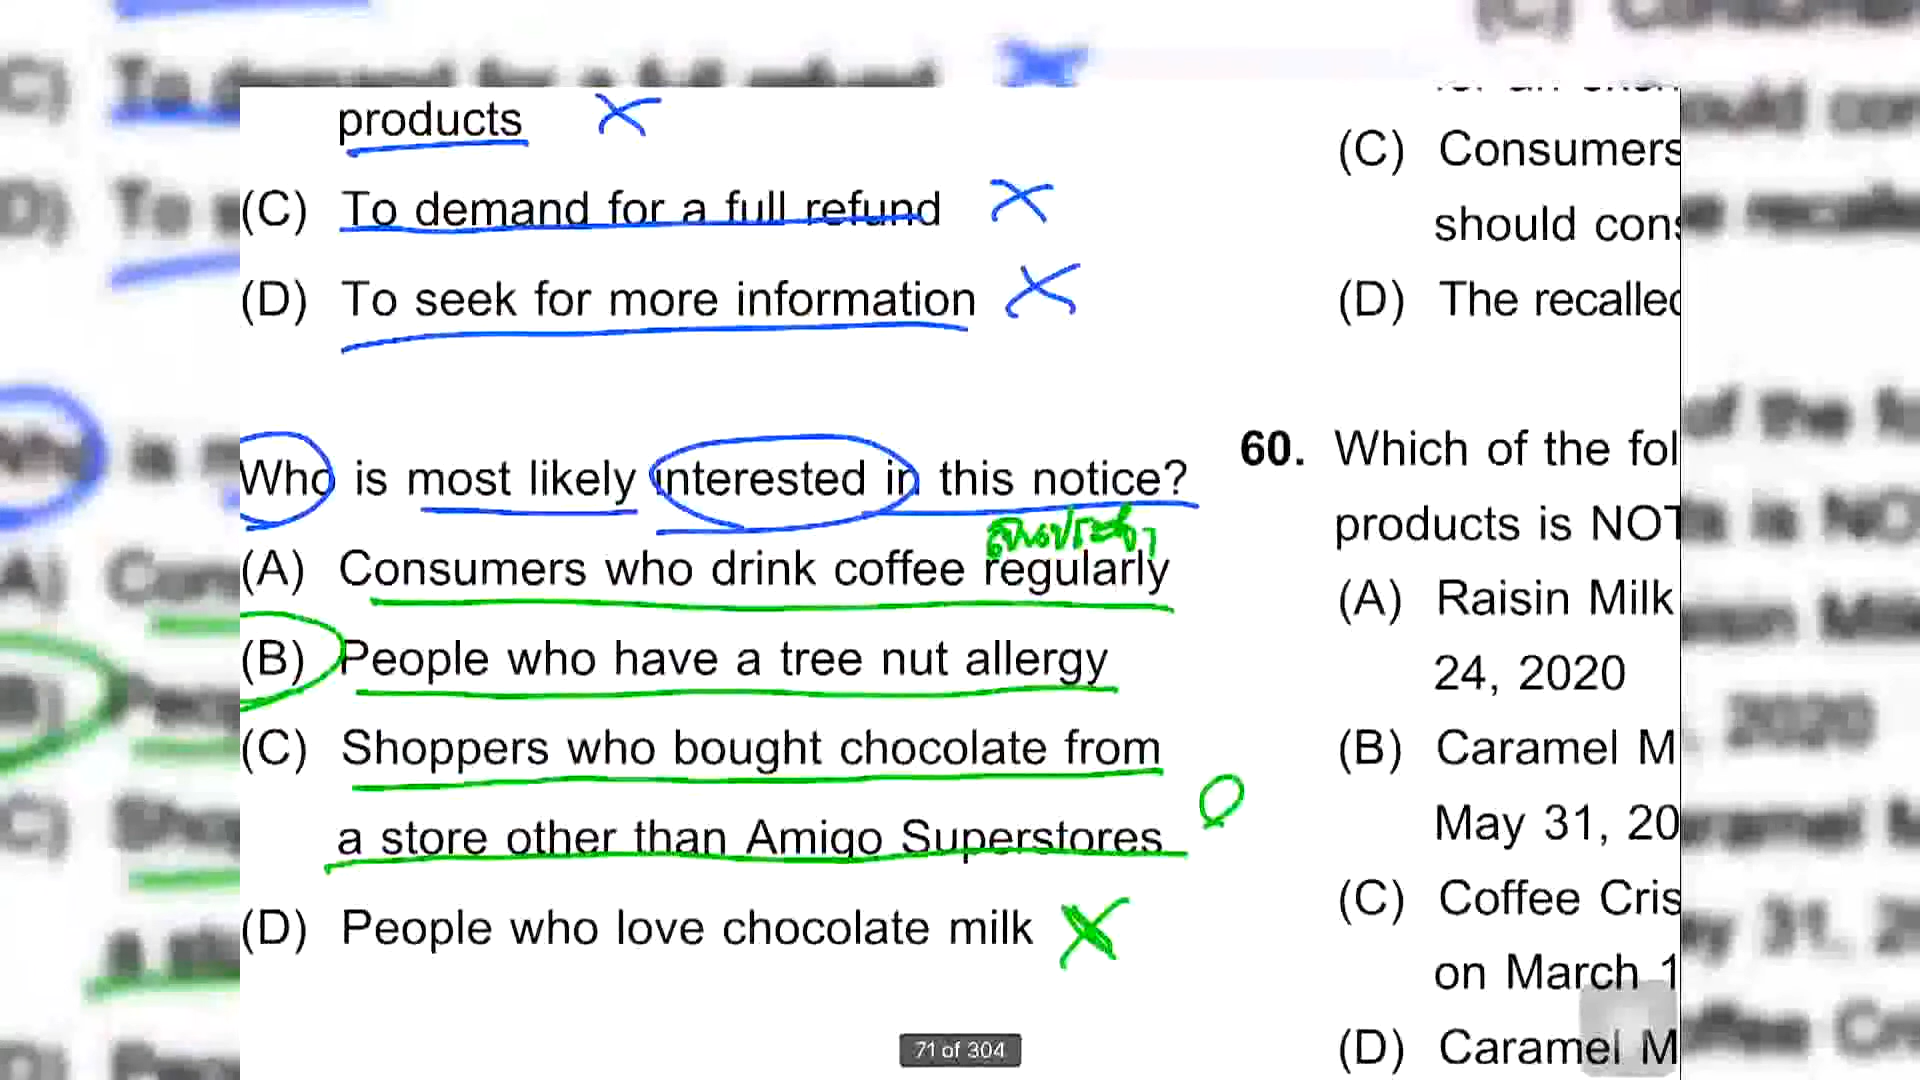 products
(C) To demand for a full refund
(D) To seek for more information
Who is most likely interested in this notice?
(A) Consumers who drink coffee regularly
(B) People who have a tree nut allergy
(C) Shoppers who bought chocolate from
a store other than Amigo Superstores
(D) People who love chocolate milk
(C) Consumers
should cons
(D) The recalled
60. Which of the fol
products is NOT
(A) Raisin Milk
24, 2020
(B) Caramel M
May 31, 20
(C) Coffee Cris
on March 1
(D) Caramel M
71 of 304